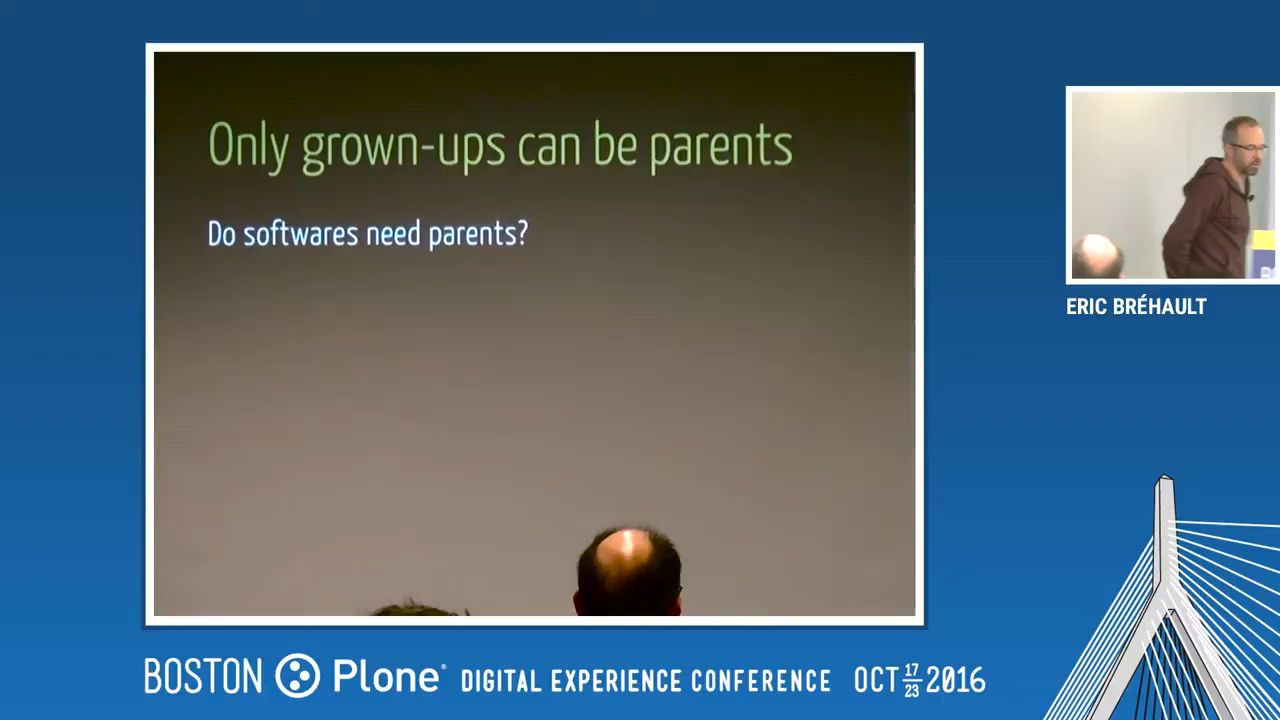 Only grown-ups can be parents
Do softwares need parents?
ERIC BRÉHAULT
BOSTON Plone® DIGITAL EXPERIENCE CONFERENCE OCT 17 23 2016